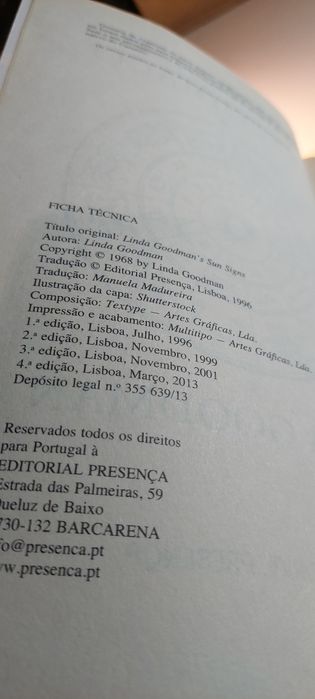 FICHA TÉCNICA
Título original: Linda Goodman's Sun Signs
Autora: Linda Goodman
Copyright © 1968 by Linda Goodman
Tradução © Editorial Presença, Lisboa, 1996
Tradução: Manuela Madureira
Ilustração da capa: Shutterstock
Composição: Textype — Artes Gráficas, Lda.
Impressão e acabamento: Multitipo — Artes Gráficas, Lda.
1.ª edição, Lisboa, Julho, 1996
2.ª edição, Lisboa, Novembro, 1999
3.ª edição, Lisboa, Novembro, 2001
4.ª edição, Lisboa, Março, 2013
Depósito legal n.º 355 639/13
Reservados todos os direitos
para Portugal à
EDITORIAL PRESENÇA
Estrada das Palmeiras, 59
Queluz de Baixo
730-132 BARCARENA
fo@presenca.pt
ww.presenca.pt